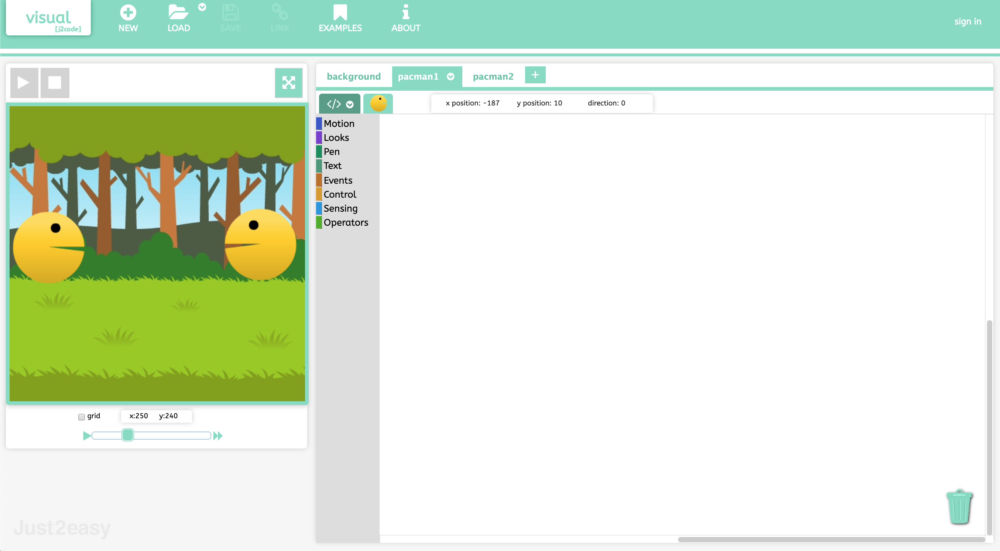 visual
[j2code]
NEW
LOAD
SAVE
LINK
EXAMPLES
ABOUT
sign in
background
pacman1
pacman2
+
</>
x position: -187 y position: 10 direction: 0
Motion
Looks
Pen
Text
Events
Control
Sensing
Operators
grid
x:250 y:240
Just2easy